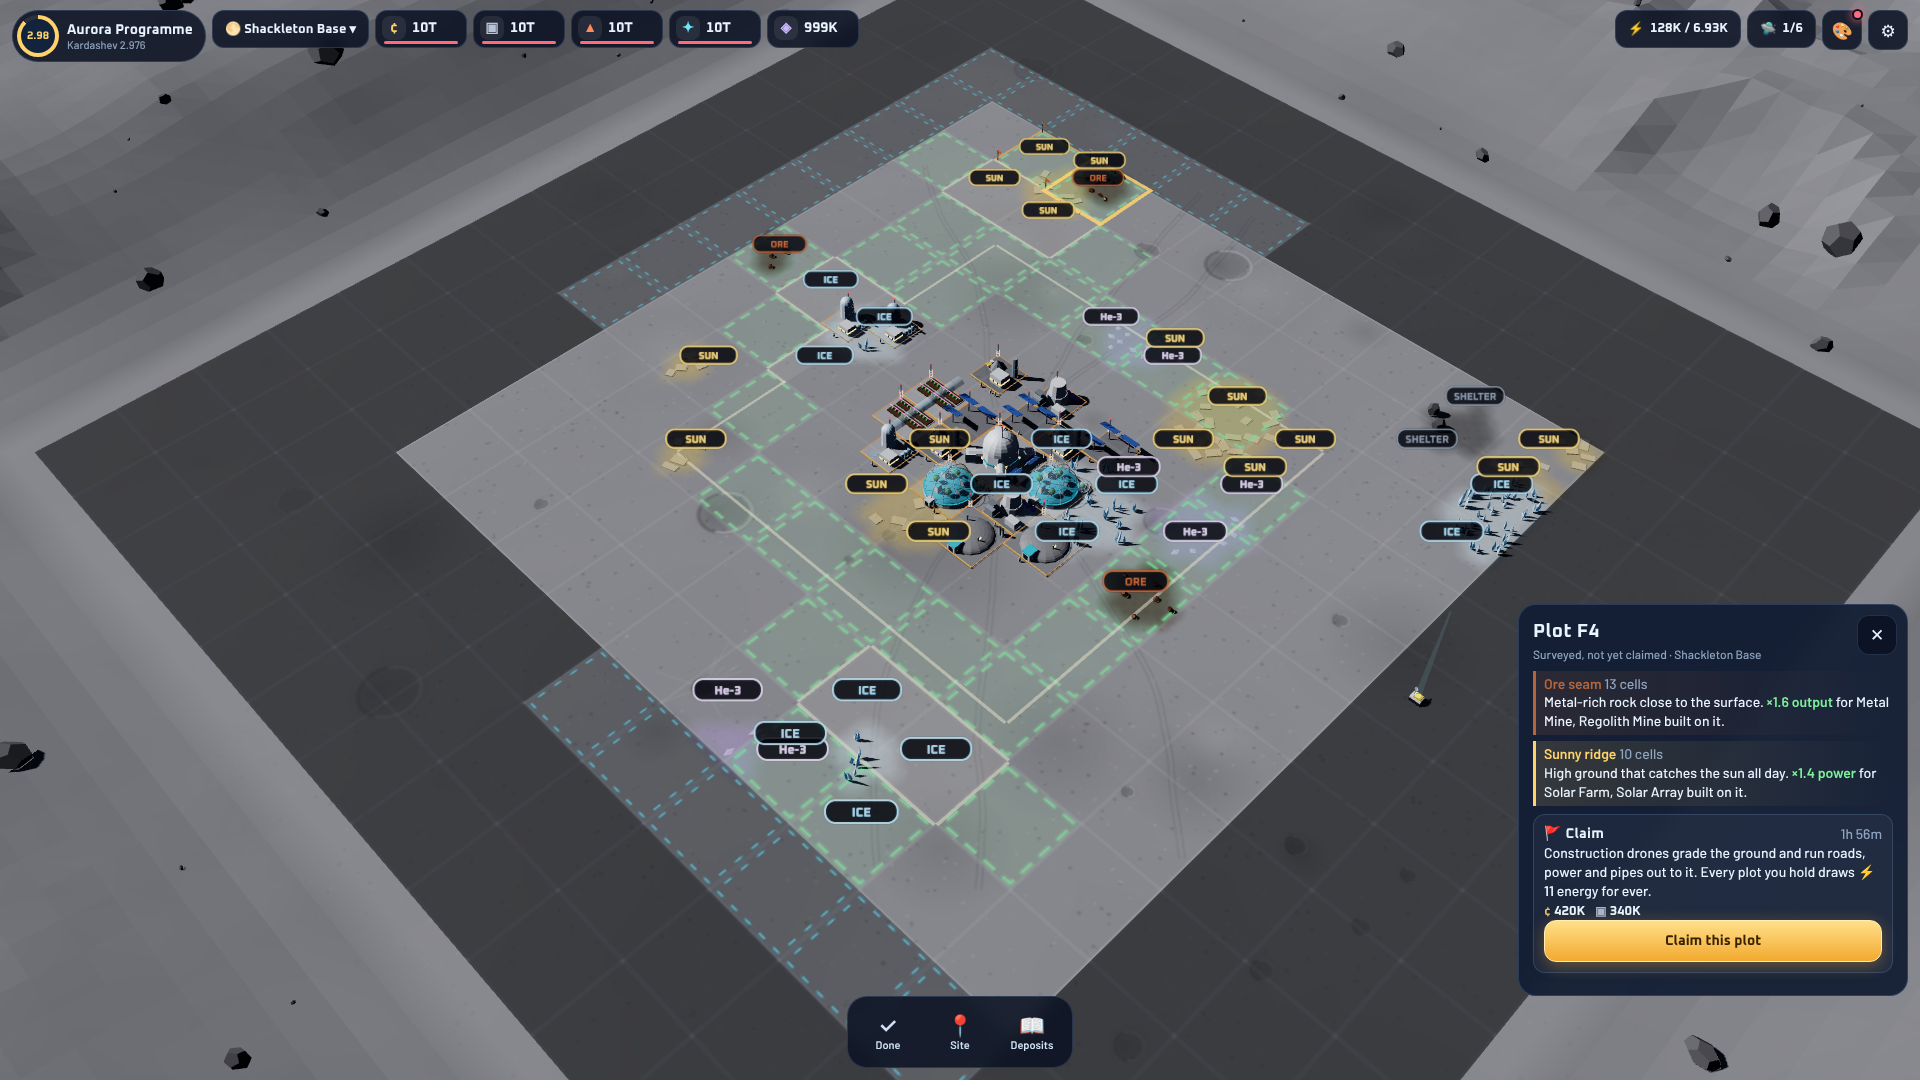 2.98
Aurora Programme
Kardashev 2.976
Shackleton Base ▾
¢ 10T
10T
10T
10T
999K
128K / 6.93K
1/6
SUN
SUN
SUN
ORE
SUN
ORE
ICE
ICE
He-3
SUN
SUN
ICE
He-3
SUN
SHELTER
SUN
SUN
ICE
SUN
SUN
SHELTER
SUN
He-3
SUN
SUN
SUN
ICE
ICE
He-3
ICE
SUN
ICE
He-3
ICE
ORE
He-3
ICE
ICE
He-3
ICE
ICE
Plot F4
Surveyed, not yet claimed · Shackleton Base
Ore seam 13 cells
Metal-rich rock close to the surface. ×1.6 output for Metal
Mine, Regolith Mine built on it.
Sunny ridge 10 cells
High ground that catches the sun all day. ×1.4 power for
Solar Farm, Solar Array built on it.
Claim 1h 56m
Construction drones grade the ground and run roads,
power and pipes out to it. Every plot you hold draws ⚡
11 energy for ever.
¢ 420K 340K
Claim this plot
Done
Site
Deposits